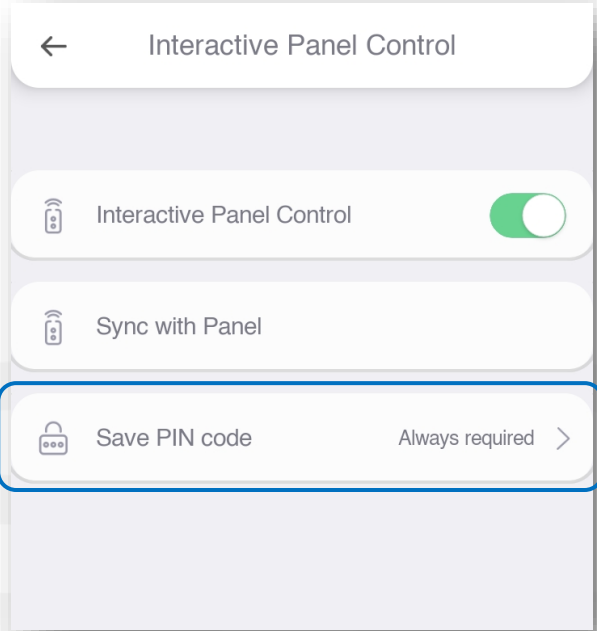 Interactive Panel Control
Interactive Panel Control
Sync with Panel
Save PIN code Always required